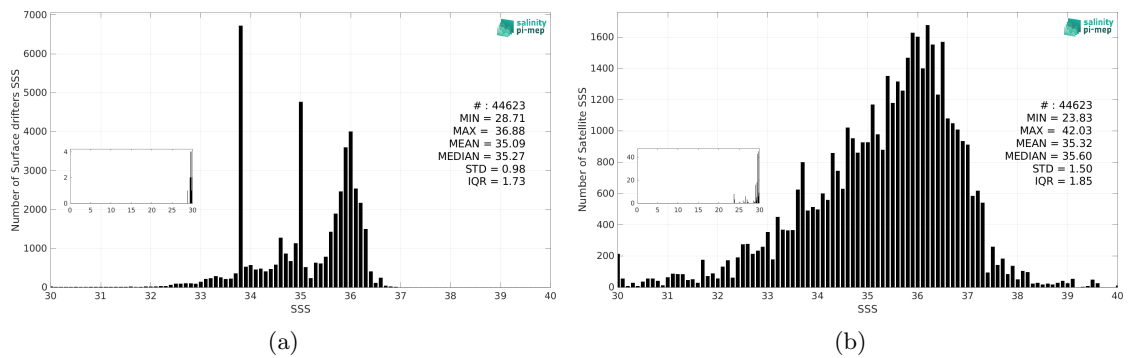 salinity
pi-mep
Number of Surface drifters SSS
7000
6000
5000
4000
3000
2000
1000
0
# : 44623
MIN = 28.71
MAX = 36.88
MEAN = 35.09
MEDIAN = 35.27
STD = 0.98
IQR = 1.73
4
2
0
0 5 10 15 20 25 30
30 31 32 33 34 35 36 37 38 39 40
SSS
(a)
salinity
pi-mep
Number of Satellite SSS
1600
1400
1200
1000
800
600
400
200
0
# : 44623
MIN = 23.83
MAX = 42.03
MEAN = 35.32
MEDIAN = 35.60
STD = 1.50
IQR = 1.85
40
20
0
0 5 10 15 20 25 30
30 31 32 33 34 35 36 37 38 39 40
SSS
(b)